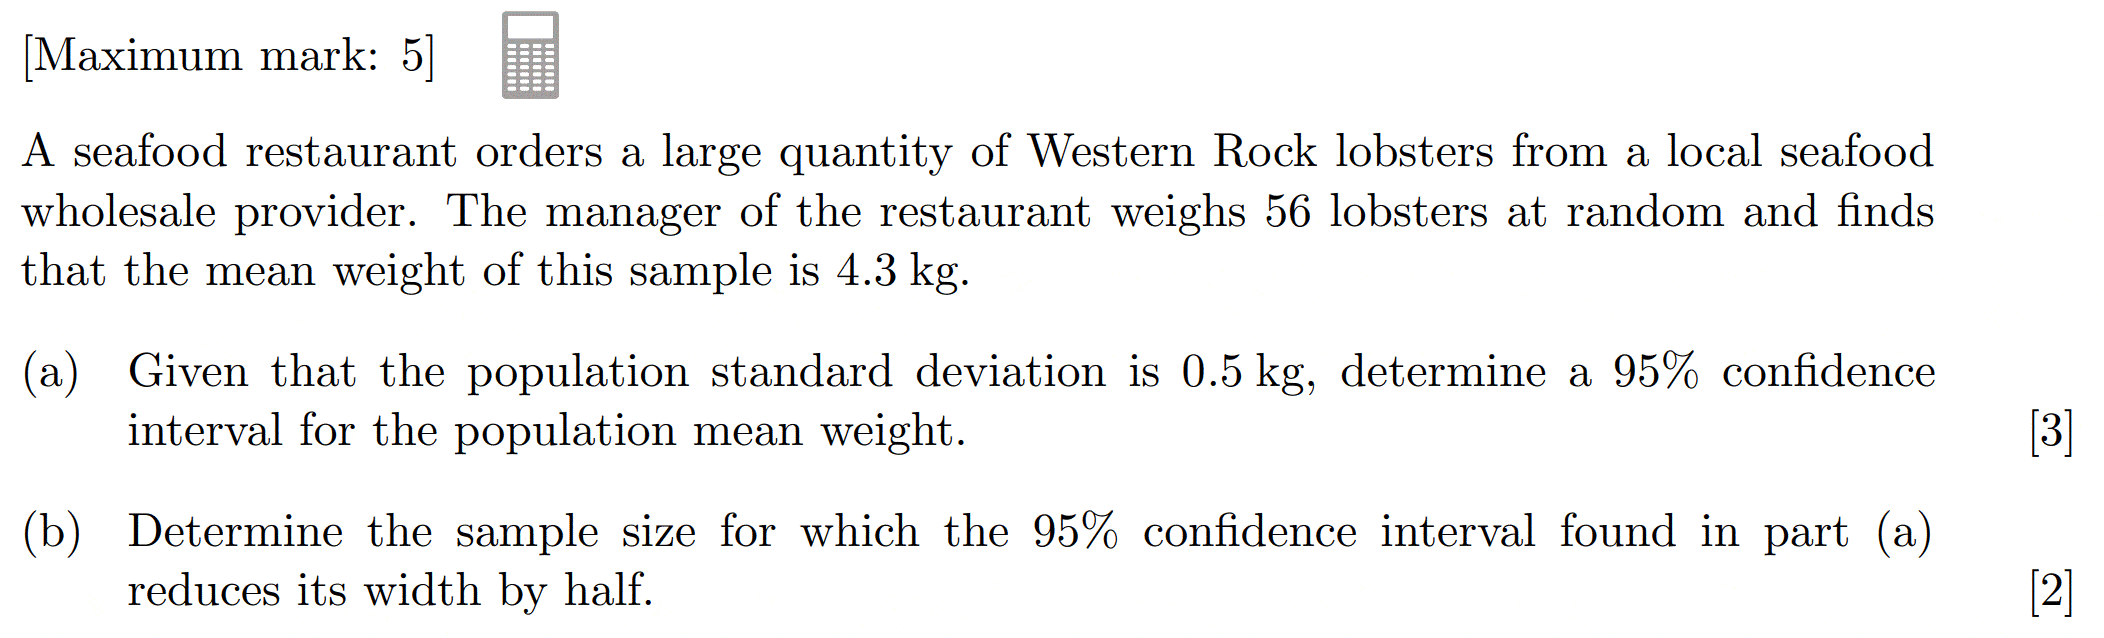 [Maximum mark: 5]
A seafood restaurant orders a large quantity of Western Rock lobsters from a local seafood
wholesale provider. The manager of the restaurant weighs 56 lobsters at random and finds
that the mean weight of this sample is 4.3 kg.
(a) Given that the population standard deviation is 0.5 kg, determine a 95% confidence
interval for the population mean weight. [3]
(b) Determine the sample size for which the 95% confidence interval found in part (a)
reduces its width by half. [2]